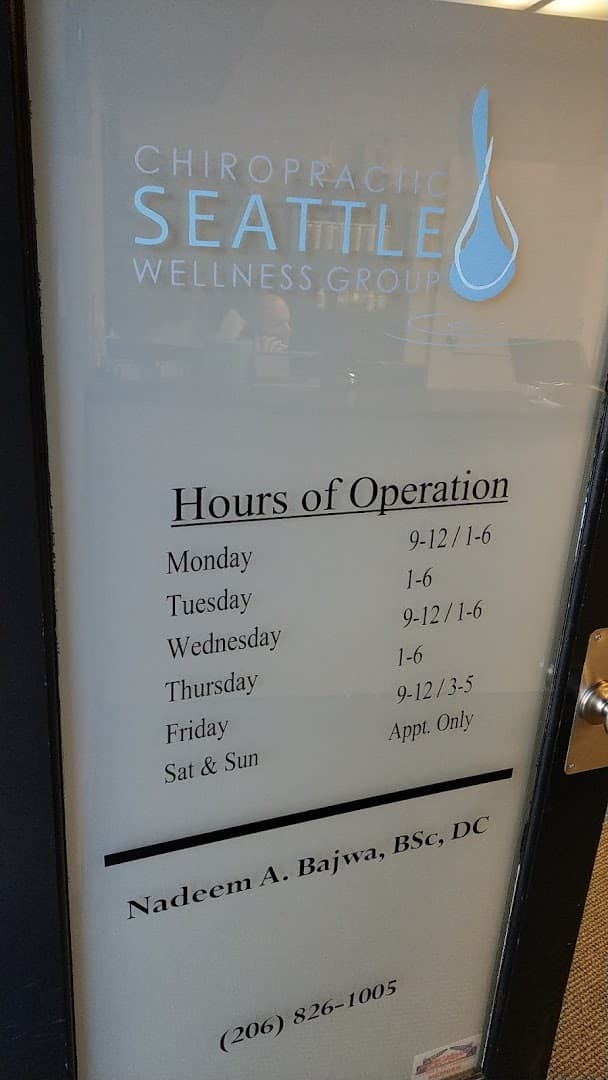 CHIROPRACTIC
SEATTLE
WELLNESS GROUP
Hours of Operation
Monday 9-12 / 1-6
Tuesday 1-6
Wednesday 9-12 / 1-6
Thursday 1-6
Friday 9-12 / 3-5
Sat & Sun Appt. Only
Nadeem A. Bajwa, BSc, DC
(206) 826-1005